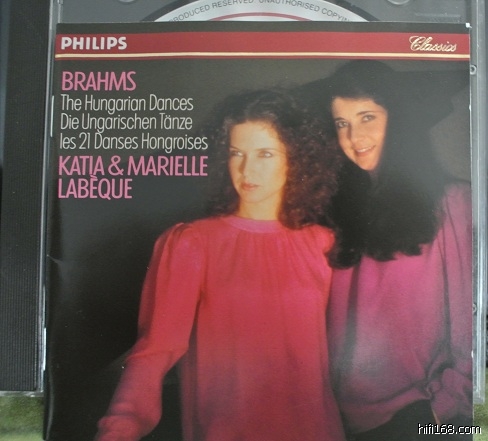 PRODUCED RESERVED. UNAUTHORISED COPYING
PHILIPS
Classics
BRAHMS
The Hungarian Dances
Die Ungarischen Tänze
les 21 Danses Hongroises
KATIA & MARIELLE
LABÈQUE
hifi168.com